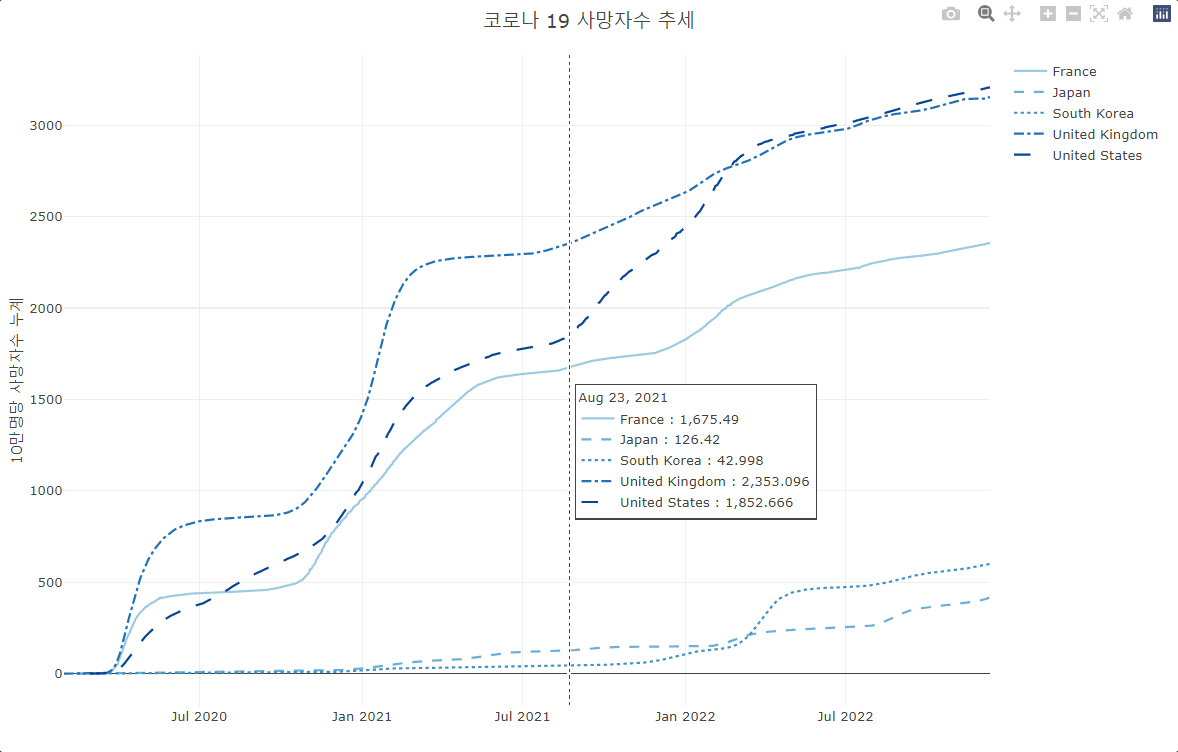 코로나 19 사망자수 추세
France
Japan
South Korea
United Kingdom
United States
10만명당 사망자수 누계
3000
2500
2000
1500
1000
500
0
Aug 23, 2021
France : 1,675.49
Japan : 126.42
South Korea : 42.998
United Kingdom : 2,353.096
United States : 1,852.666
Jul 2020
Jan 2021
Jul 2021
Jan 2022
Jul 2022